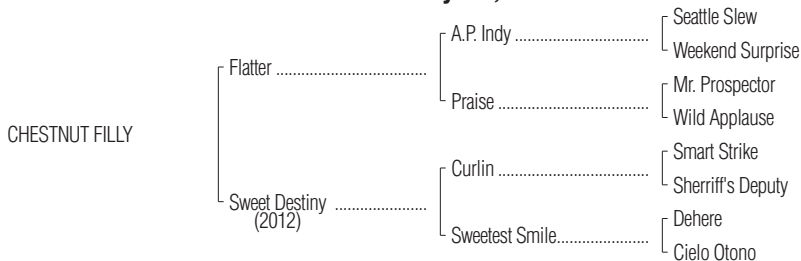 Seattle Slew
A.P. Indy ..................................
Weekend Surprise
Flatter ......................................
Mr. Prospector
Praise ......................................
Wild Applause
CHESTNUT FILLY
Smart Strike
Curlin ......................................
Sherriff's Deputy
Sweet Destiny .......................
(2012)
Dehere
Sweetest Smile.......................
Cielo Otono